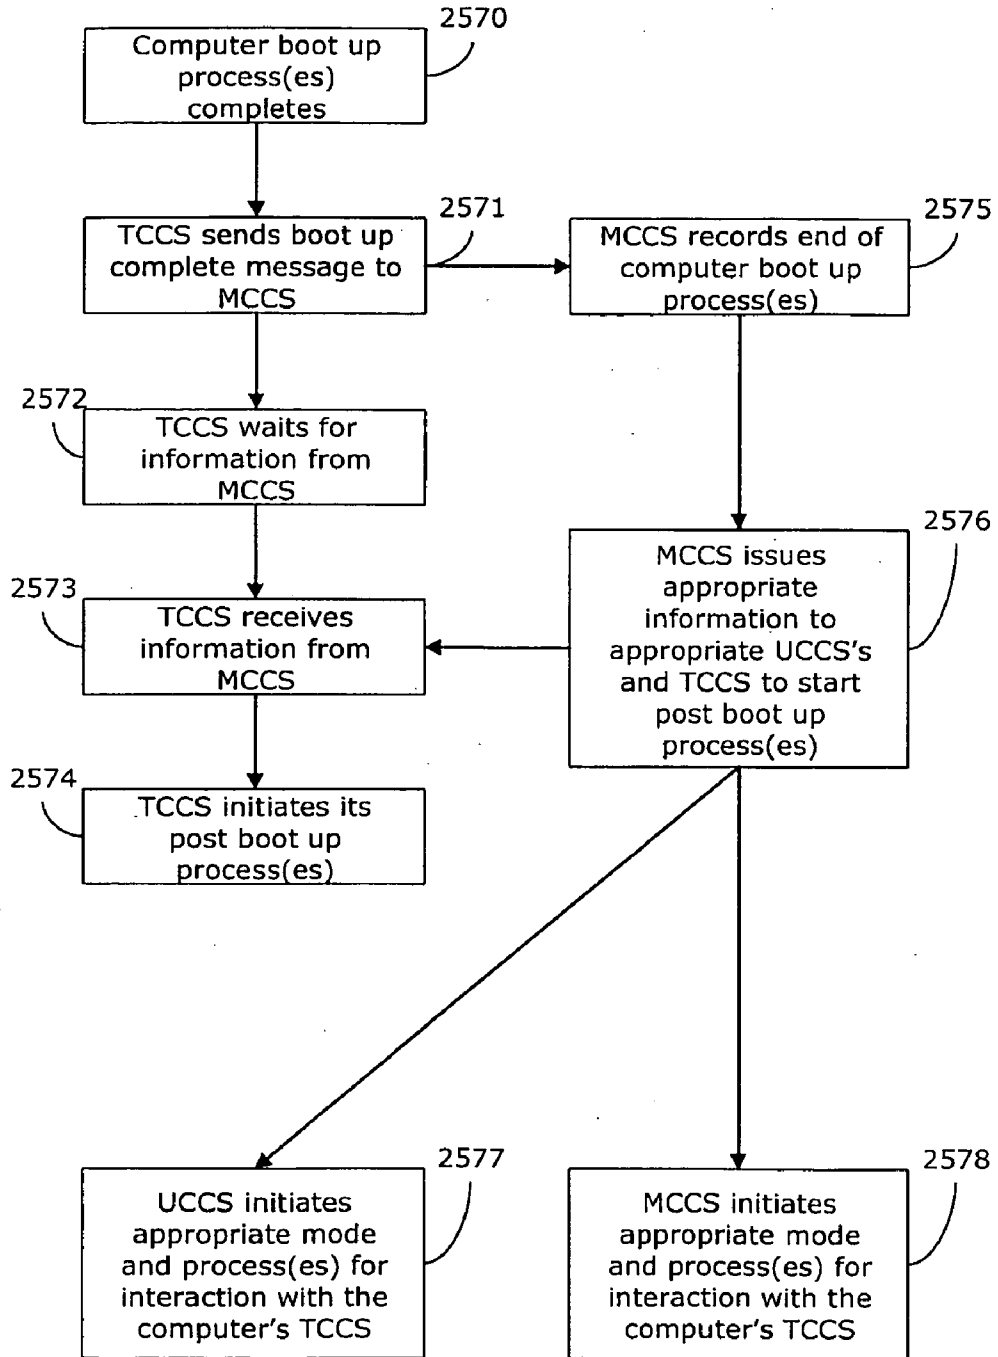 2570
Computer boot up
process(es)
completes
2571
TCCS sends boot up
complete message to
MCCS
2575
MCCS records end of
computer boot up
process(es)
2572
TCCS waits for
information from
MCCS
2573
TCCS receives
information from
MCCS
2576
MCCS issues
appropriate
information to
appropriate UCCS's
and TCCS to start
post boot up
process(es)
2574
TCCS initiates its
post boot up
process(es)
2577
UCCS initiates
appropriate mode
and process(es) for
interaction with the
computer's TCCS
2578
MCCS initiates
appropriate mode
and process(es) for
interaction with the
computer's TCCS